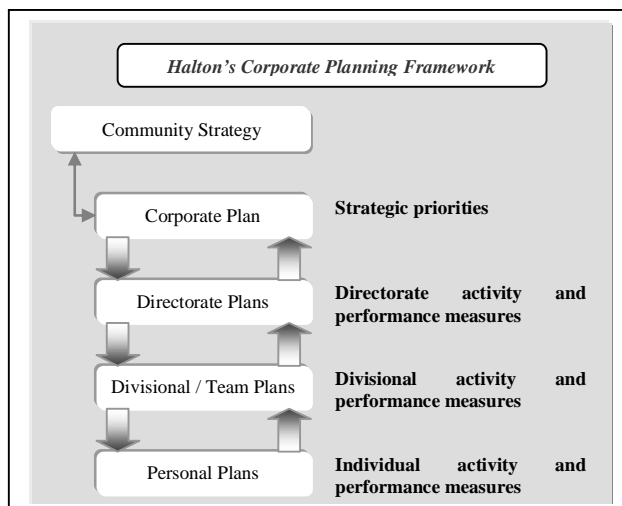 Halton's Corporate Planning Framework
Community Strategy
Corporate Plan
Strategic priorities
Directorate Plans
Directorate activity and
performance measures
Divisional / Team Plans
Divisional activity and
performance measures
Personal Plans
Individual activity and
performance measures